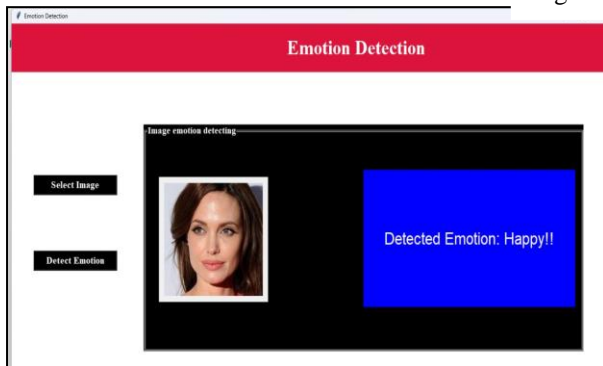 Emotion Detection
Emotion Detection
Image emotion detecting
Select Image
Detected Emotion: Happy!!
Detect Emotion